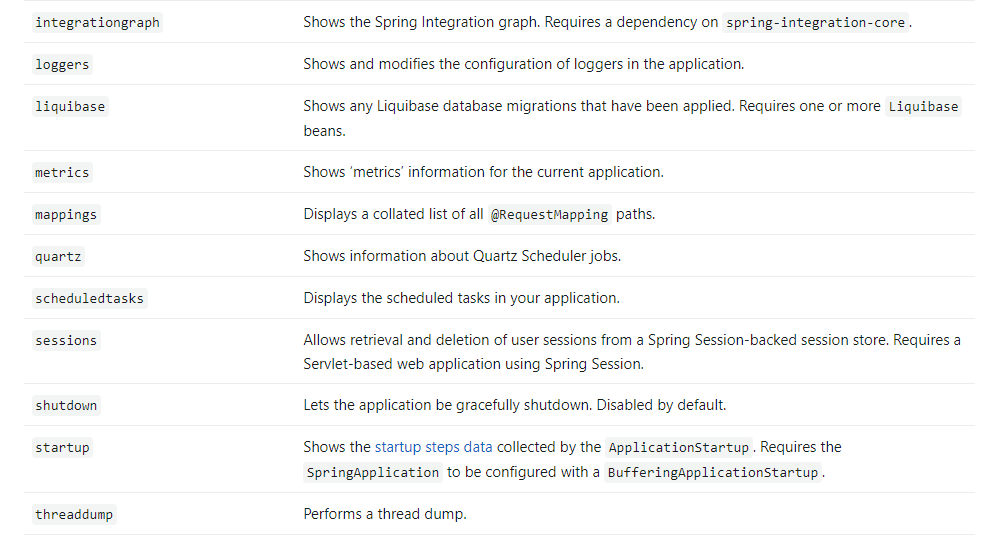 integrationgraph Shows the Spring Integration graph. Requires a dependency on spring-integration-core.
loggers Shows and modifies the configuration of loggers in the application.
liquibase Shows any Liquibase database migrations that have been applied. Requires one or more Liquibase
beans.
metrics Shows ‘metrics’ information for the current application.
mappings Displays a collated list of all @RequestMapping paths.
quartz Shows information about Quartz Scheduler jobs.
scheduledtasks Displays the scheduled tasks in your application.
sessions Allows retrieval and deletion of user sessions from a Spring Session-backed session store. Requires a
Servlet-based web application using Spring Session.
shutdown Lets the application be gracefully shutdown. Disabled by default.
startup Shows the startup steps data collected by the ApplicationStartup. Requires the
SpringApplication to be configured with a BufferingApplicationStartup.
threaddump Performs a thread dump.